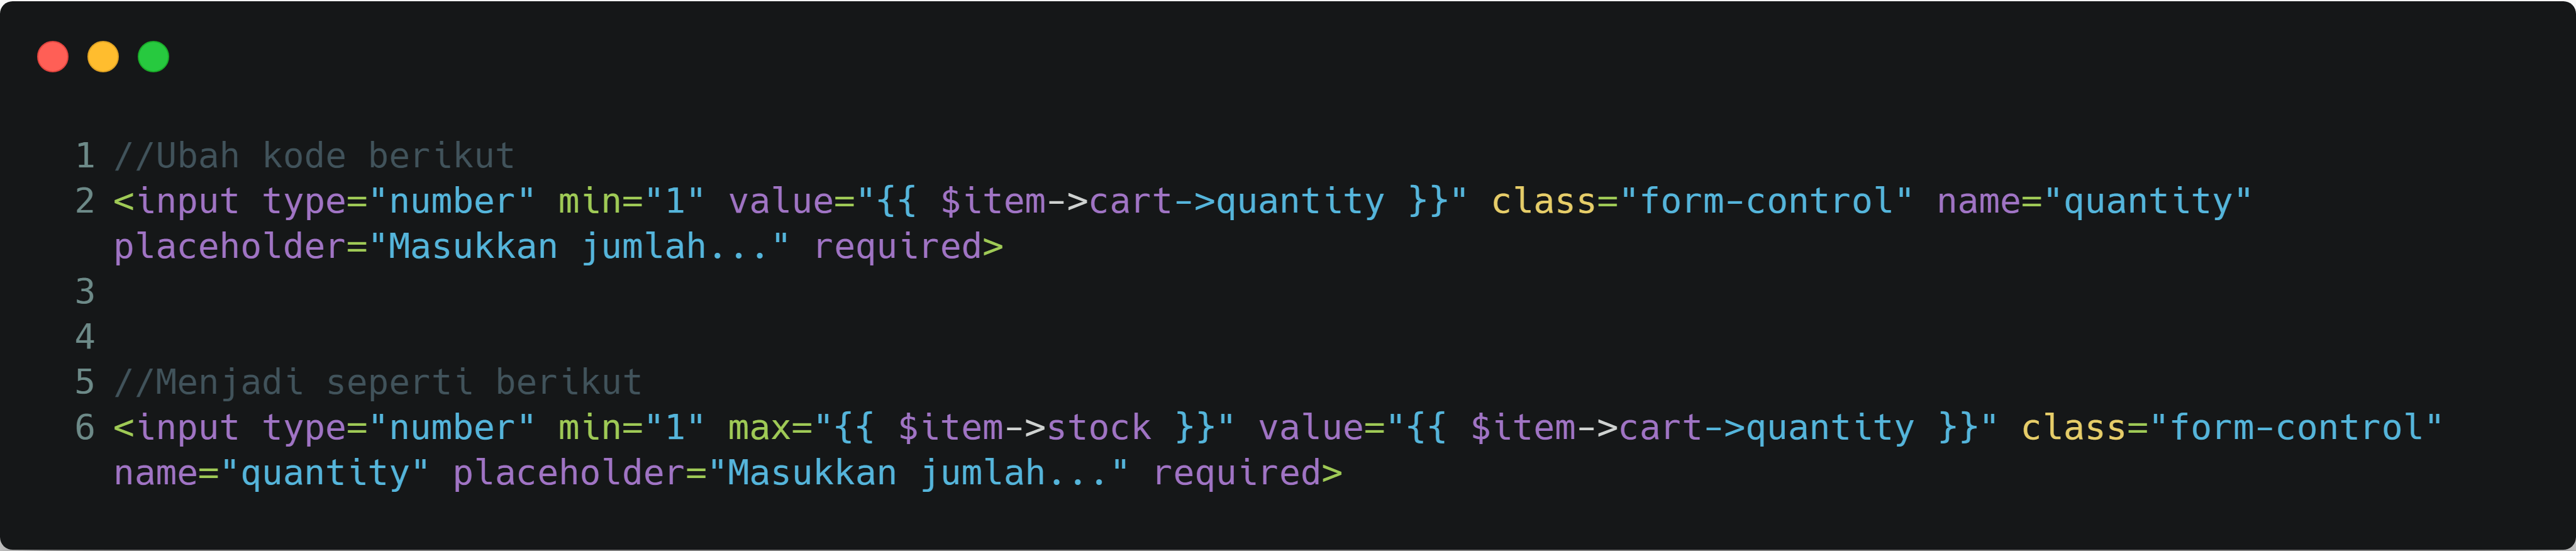 1 //Ubah kode berikut
2 <input type="number" min="1" value="{{ $item->cart->quantity }}" class="form-control" name="quantity"
placeholder="Masukkan jumlah..." required>
3
4
5 //Menjadi seperti berikut
6 <input type="number" min="1" max="{{ $item->stock }}" value="{{ $item->cart->quantity }}" class="form-control"
name="quantity" placeholder="Masukkan jumlah..." required>